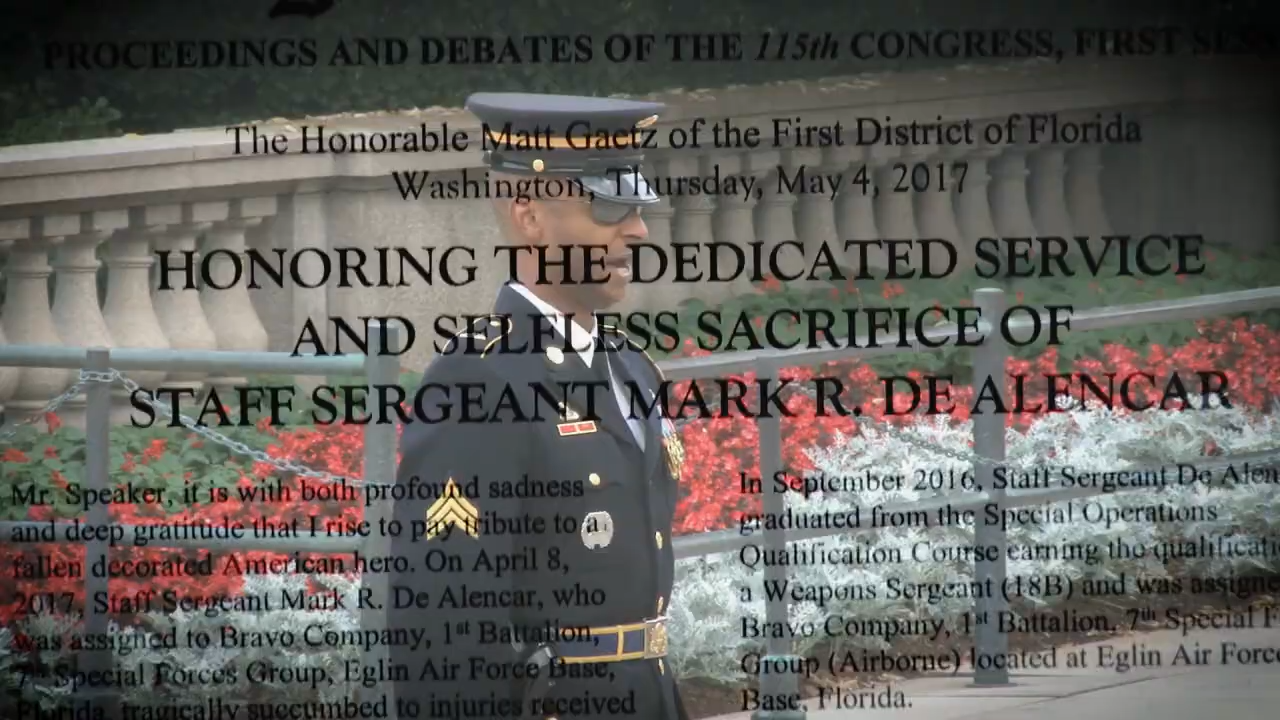 PROCEEDINGS AND DEBATES OF THE 115th CONGRESS, FIRST
The Honorable Matt Gaetz of the First District of Florida
Washington, Thursday, May 4, 2017
HONORING THE DEDICATED SERVICE
AND SELFLESS SACRIFICE OF
STAFF SERGEANT MARK R. DE ALENCAR
Mr. Speaker, it is with both profound sadness
and deep gratitude that I rise to pay tribute to a
fallen decorated American hero. On April 8,
2017, Staff Sergeant Mark R. De Alencar, who
was assigned to Bravo Company, 1st Battalion,
7th Special Forces Group, Eglin Air Force Base,
Florida, tragically succumbed to injuries received
In September 2016, Staff Sergeant De Alen
graduated from the Special Operations
Qualification Course earning the qualificati
a Weapons Sergeant (18B) and was assigne
Bravo Company, 1st Battalion, 7th Special F
Group (Airborne) located at Eglin Air Force
Base, Florida.